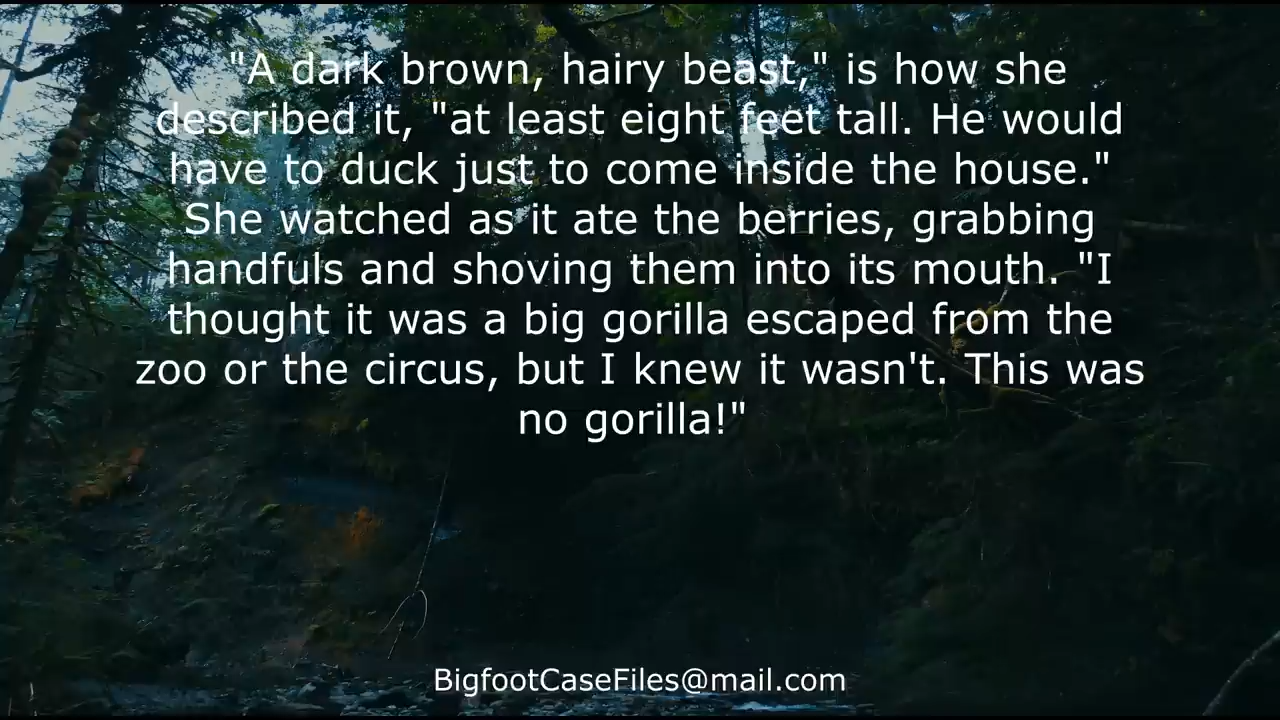 "A dark brown, hairy beast," is how she
described it, "at least eight feet tall. He would
have to duck just to come inside the house."
She watched as it ate the berries, grabbing
handfuls and shoving them into its mouth. "I
thought it was a big gorilla escaped from the
zoo or the circus, but I knew it wasn't. This was
no gorilla!"
BigfootCaseFiles@mail.com